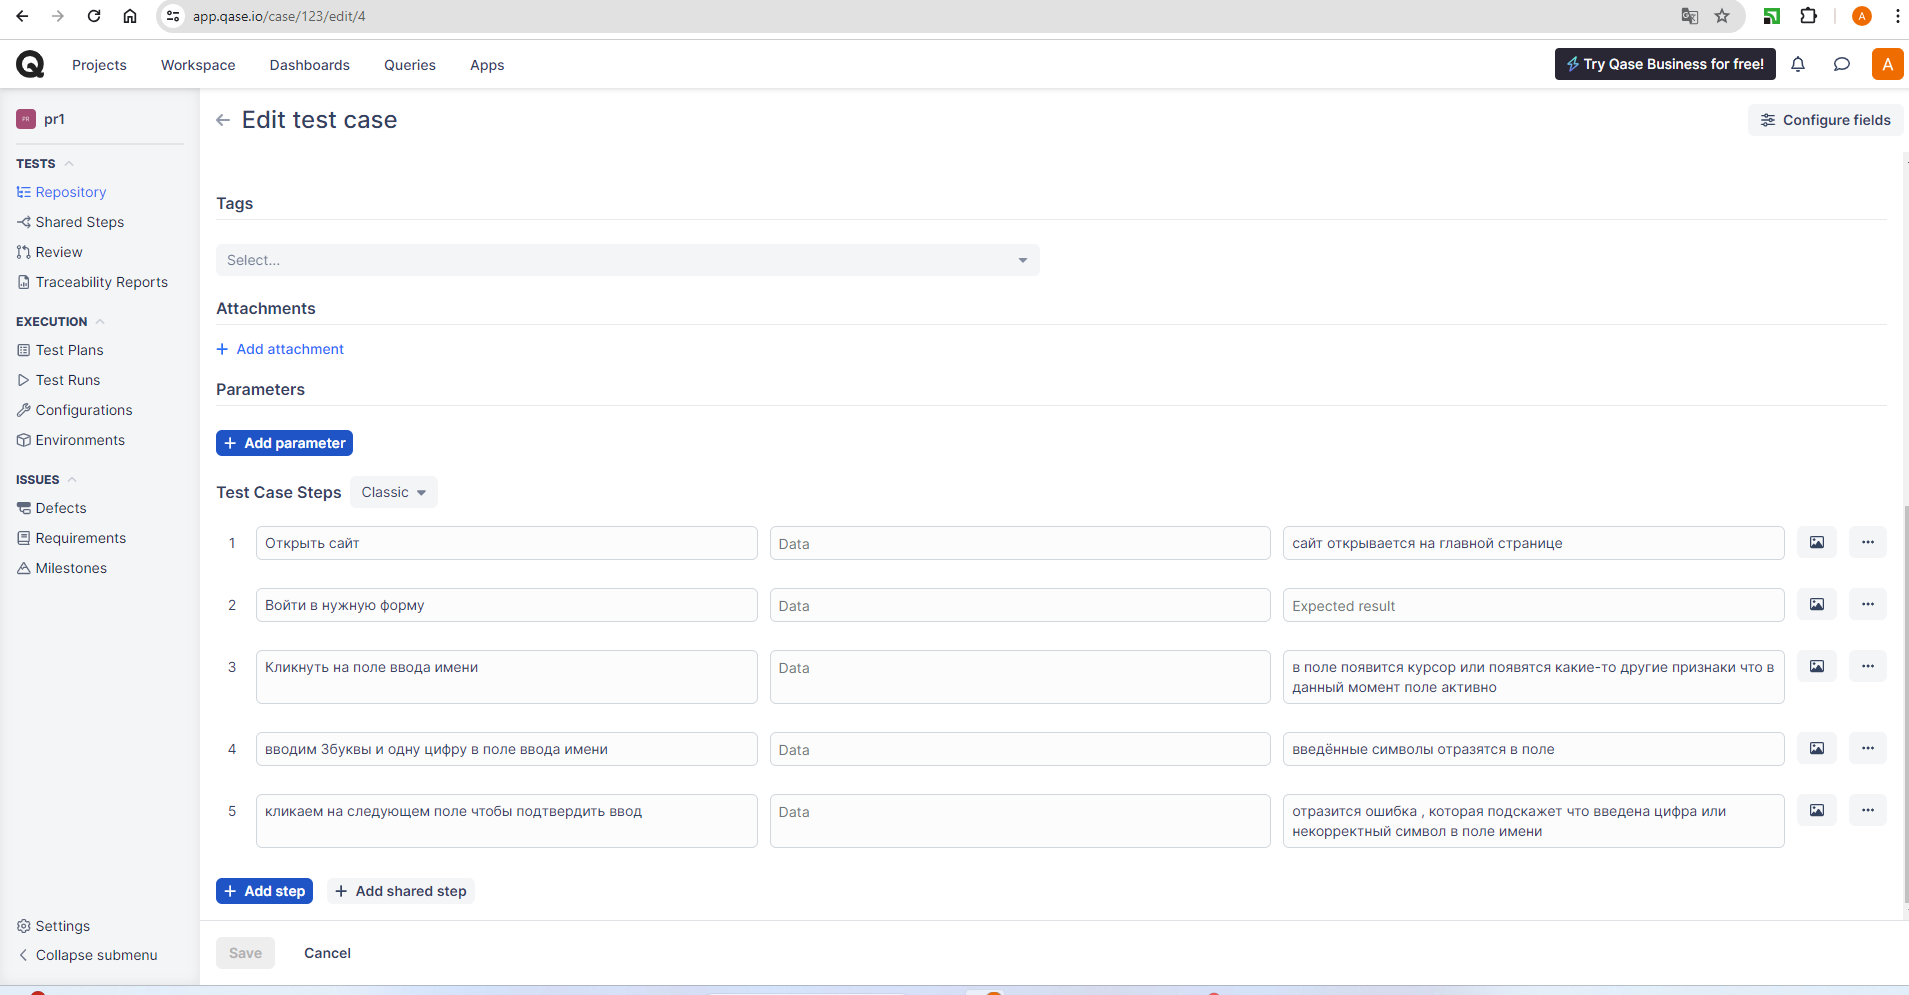 app.qase.io/case/123/edit/4
A
Q Projects Workspace Dashboards Queries Apps
Try Qase Business for free!
A
PR pr1
TESTS
Repository
Shared Steps
Review
Traceability Reports
EXECUTION
Test Plans
Test Runs
Configurations
Environments
ISSUES
Defects
Requirements
Milestones
Settings
Collapse submenu
Edit test case
Configure fields
Tags
Select...
Attachments
+ Add attachment
Parameters
+ Add parameter
Test Case Steps Classic
1 Открыть сайт Data сайт открывается на главной странице
2 Войти в нужную форму Data Expected result
3 Кликнуть на поле ввода имени Data в поле появится курсор или появятся какие-то другие признаки что в
данный момент поле активно
4 вводим 3буквы и одну цифру в поле ввода имени Data введённые символы отразятся в поле
5 кликаем на следующем поле чтобы подтвердить ввод Data отразится ошибка , которая подскажет что введена цифра или
некорректный символ в поле имени
+ Add step + Add shared step
Save Cancel